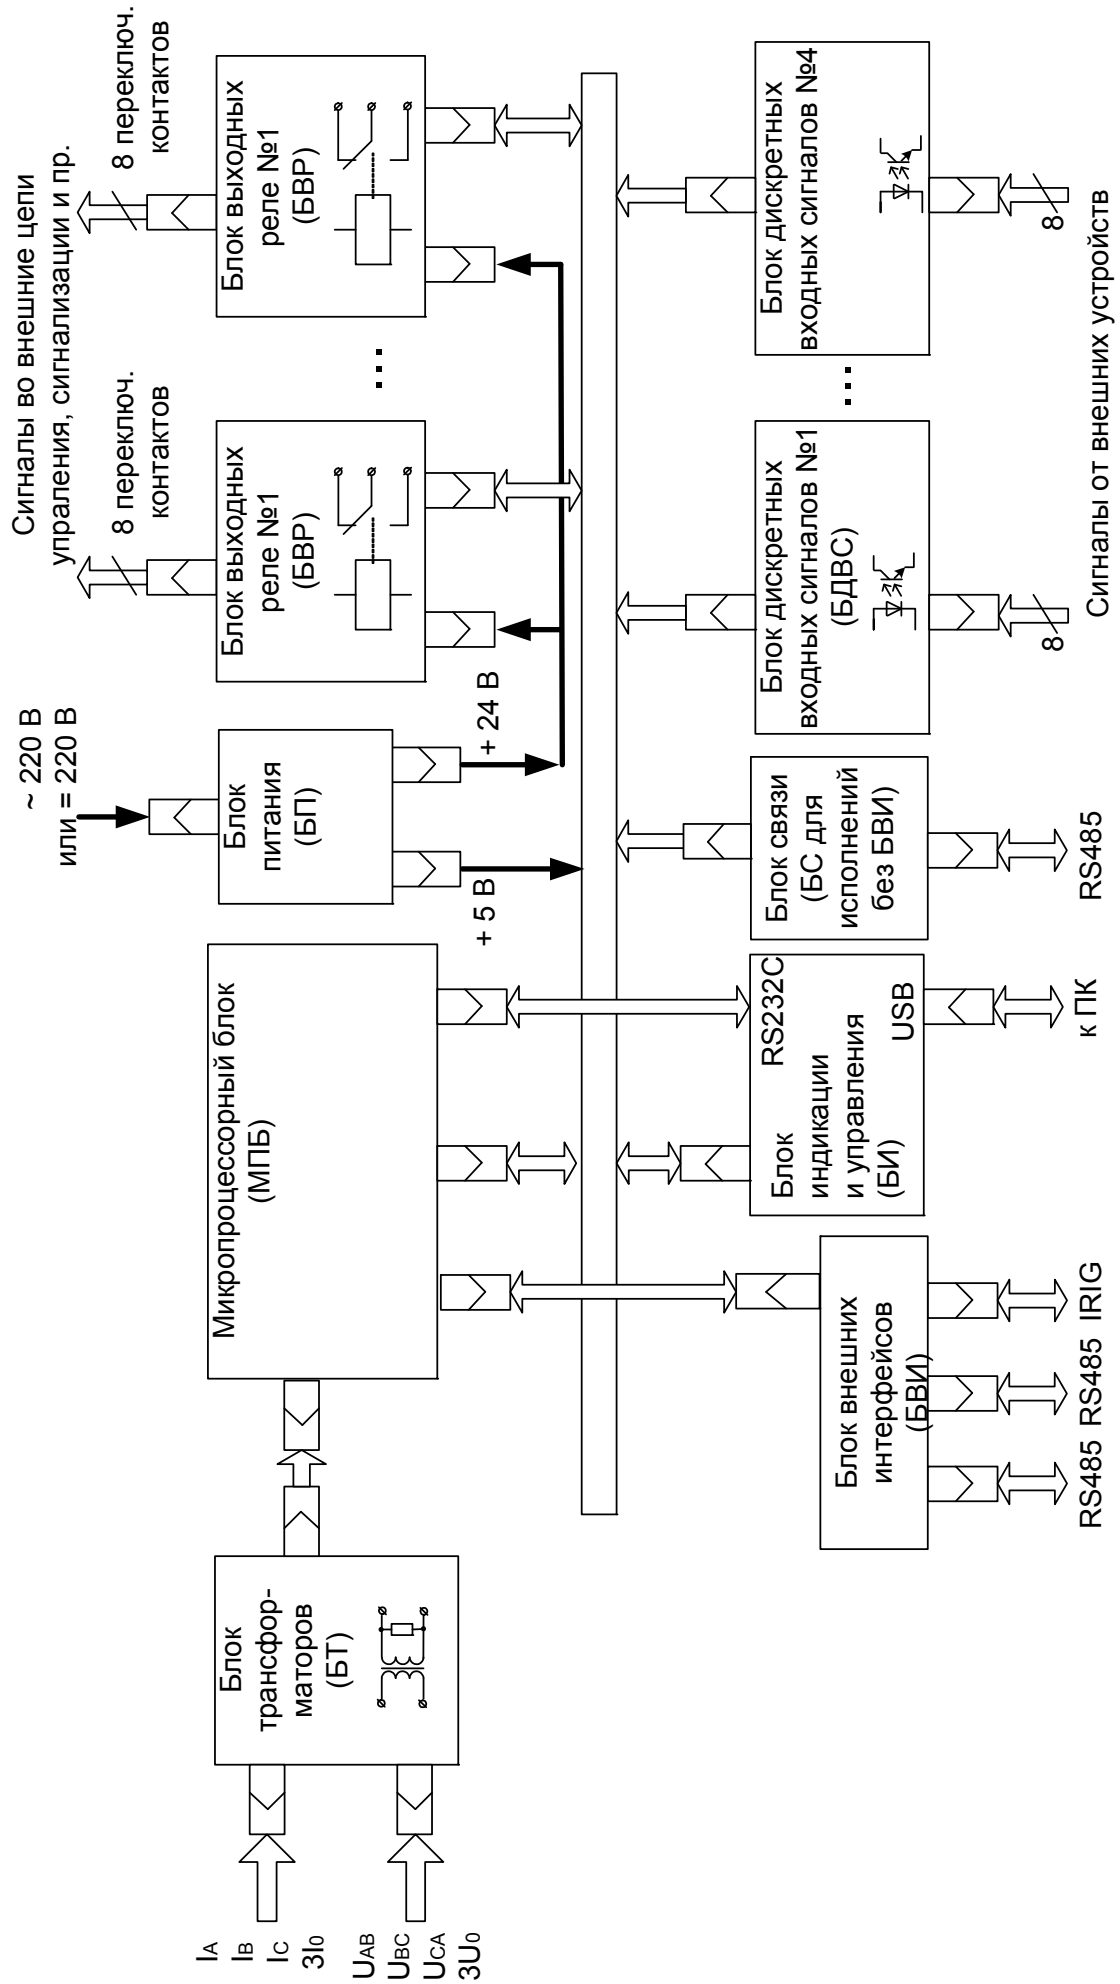 IA
IB
IC
3I0
UAB
UBC
UCA
3U0
Блок
трансфор-
маторов
(БТ)
Микропроцессорный блок
(МПБ)
~ 220 В
или = 220 В
Блок
питания
(БП)
+ 5 В
+ 24 В
Сигналы во внешние цепи
упраления, сигнализации и пр.
8 переключ.
контактов
Блок выходных
реле №1
(БВР)
...
8 переключ.
контактов
Блок выходных
реле №1
(БВР)
Блок внешних
интерфейсов
(БВИ)
RS485
RS485
IRIG
RS232C
Блок
индикации
и управления
(БИ)
USB
к ПК
Блок связи
(БС для
исполнений
без БВИ)
RS485
Блок дискретных
входных сигналов №1
(БДВС)
8
...
Блок дискретных
входных сигналов №4
8
Сигналы от внешних устройств